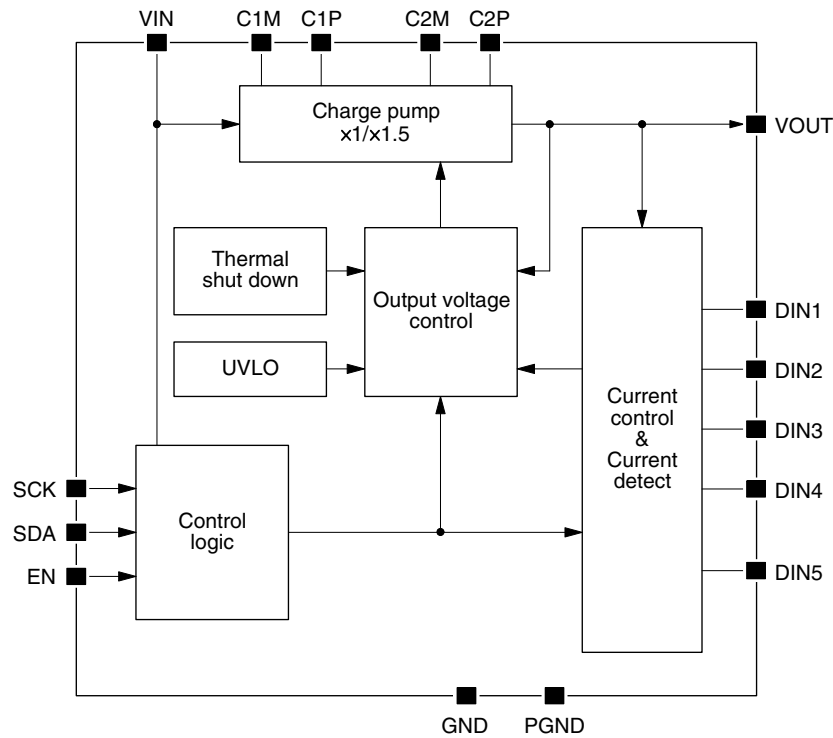 VIN
C1M
C1P
C2M
C2P
Charge pump
×1/×1.5
VOUT
Thermal
shut down
Output voltage
control
UVLO
DIN1
DIN2
DIN3
DIN4
DIN5
Current
control
&
Current
detect
SCK
SDA
EN
Control
logic
GND
PGND